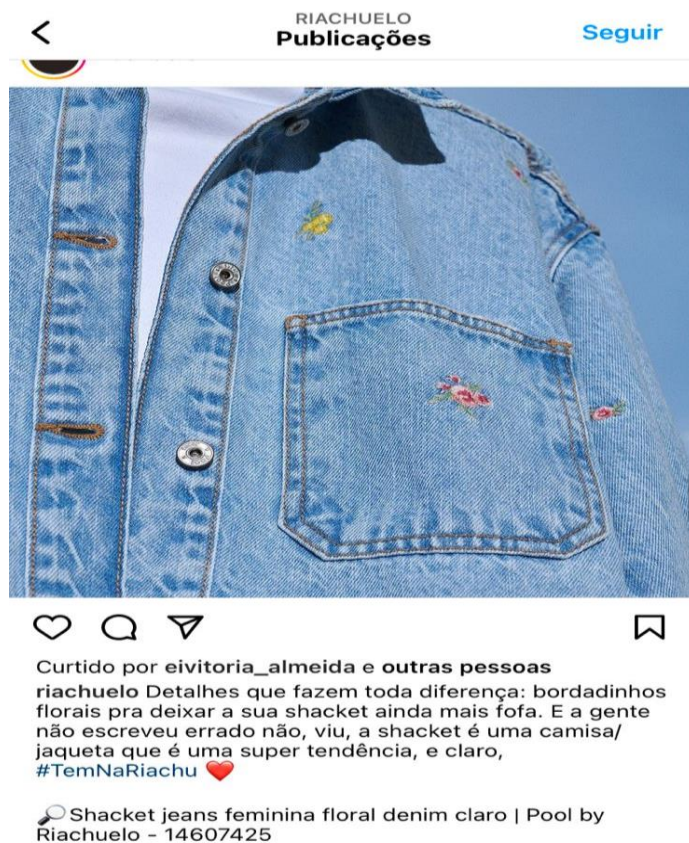 RIACHUELO
Publicações
Seguir
Curtido por eivitoria_almeida e outras pessoas
riachuelo Detalhes que fazem toda diferença: bordadinhos
florais pra deixar a sua shacket ainda mais fofa. E a gente
não escreveu errado não, viu, a shacket é uma camisa/
jaqueta que é uma super tendência, e claro,
#TemNaRiachu ❤️
🔎Shacket jeans feminina floral denim claro | Pool by
Riachuelo - 14607425